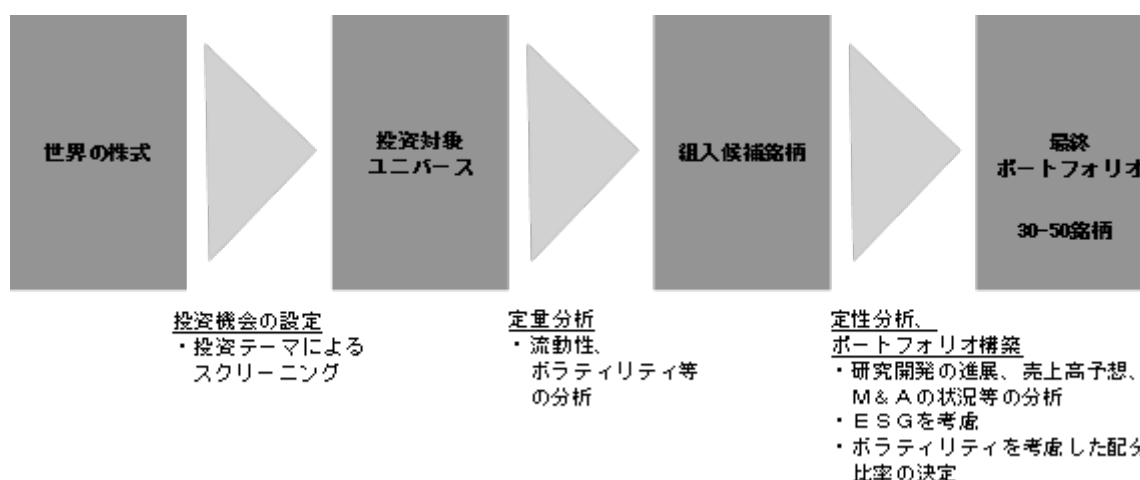 世界の株式
投資対象
ユニバース
組入候補銘柄
最終
ポートフォリオ
30-50銘柄
投資機会の設定
・投資テーマによる
スクリーニング
定量分析
・流動性、
ボラティリティ等
の分析
定性分析、
ポートフォリオ構築
・研究開発の進展、売上高予想、
M&Aの状況等の分析
・ESGを考慮
・ボラティリティを考慮した配分
比率の決定